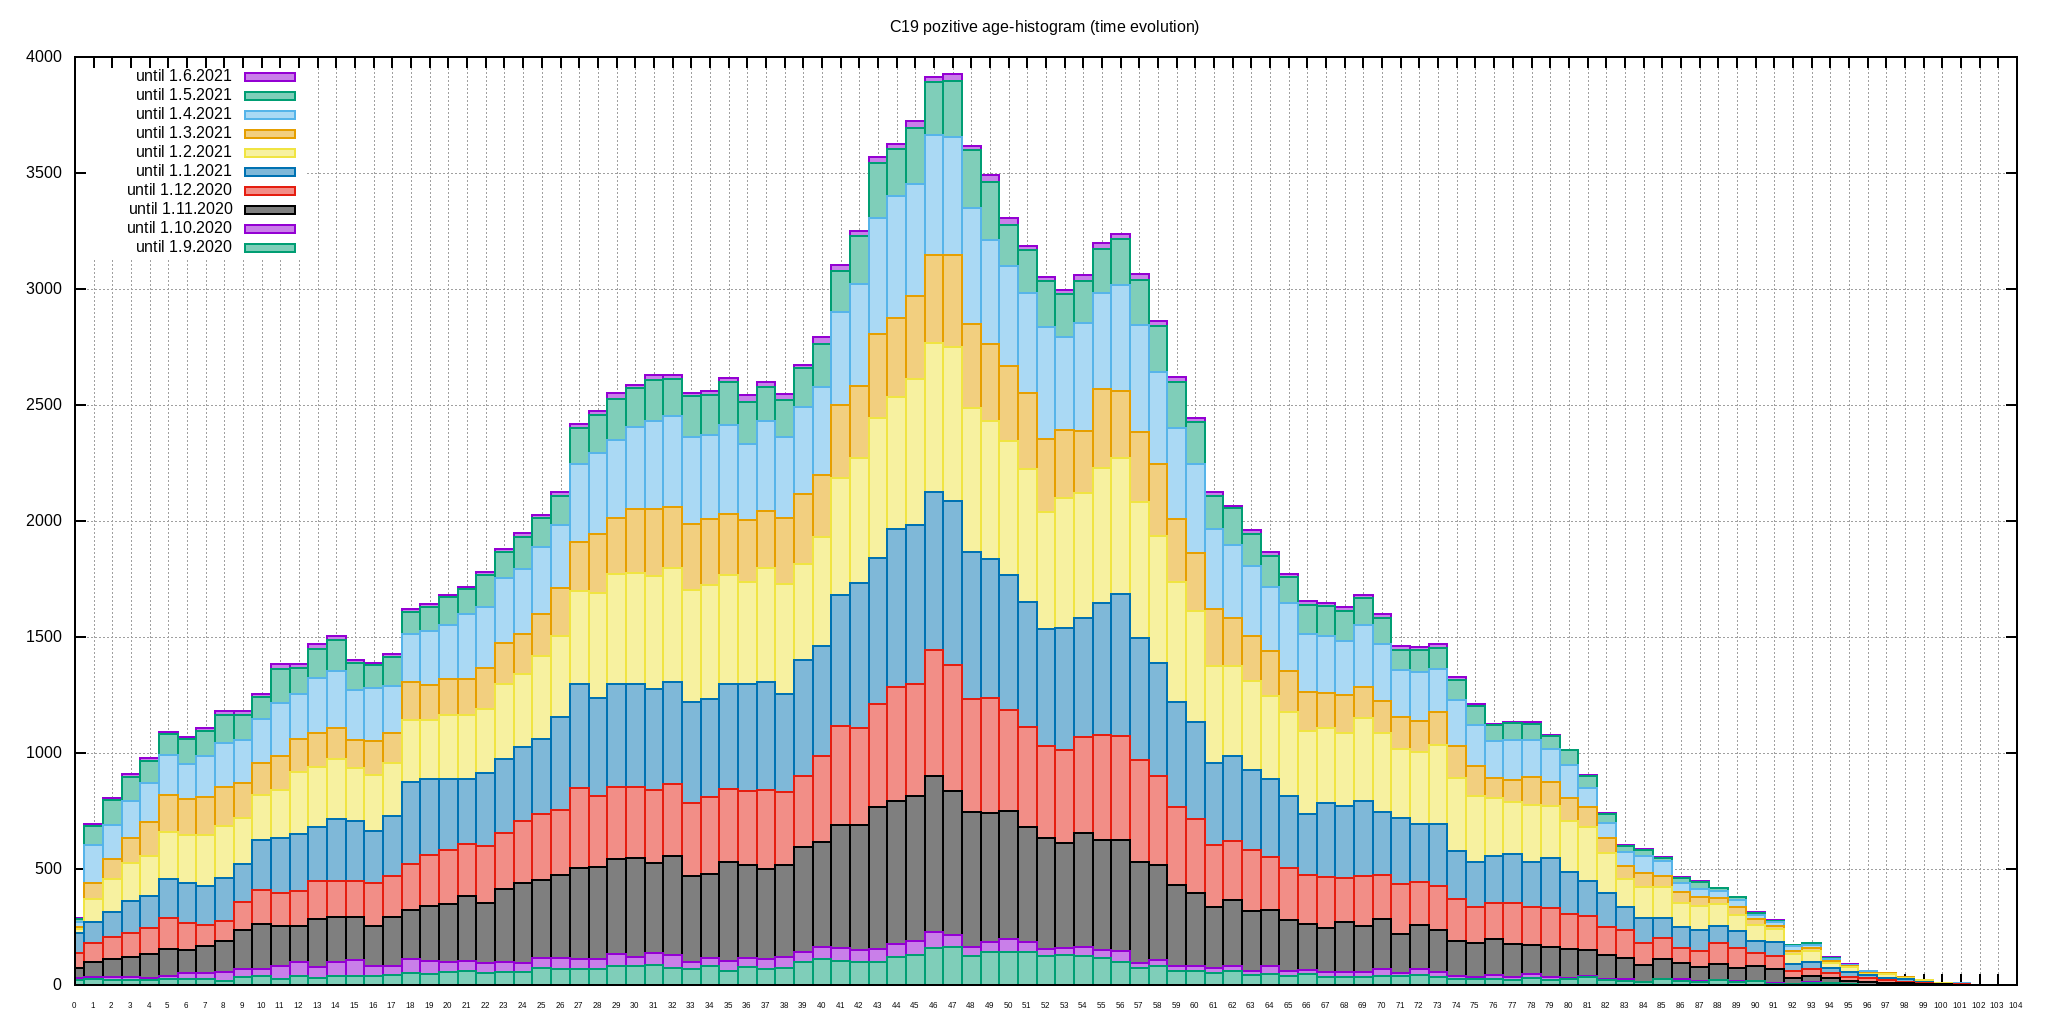 C19 pozitive age-histogram (time evolution)
4000
3500
3000
2500
2000
1500
1000
500
0
until 1.6.2021
until 1.5.2021
until 1.4.2021
until 1.3.2021
until 1.2.2021
until 1.1.2021
until 1.12.2020
until 1.11.2020
until 1.10.2020
until 1.9.2020
0 1 2 3 4 5 6 7 8 9 10 11 12 13 14 15 16 17 18 19 20 21 22 23 24 25 26 27 28 29 30 31 32 33 34 35 36 37 38 39 40 41 42 43 44 45 46 47 48 49 50 51 52 53 54 55 56 57 58 59 60 61 62 63 64 65 66 67 68 69 70 71 72 73 74 75 76 77 78 79 80 81 82 83 84 85 86 87 88 89 90 91 92 93 94 95 96 97 98 99 100 101 102 103 104